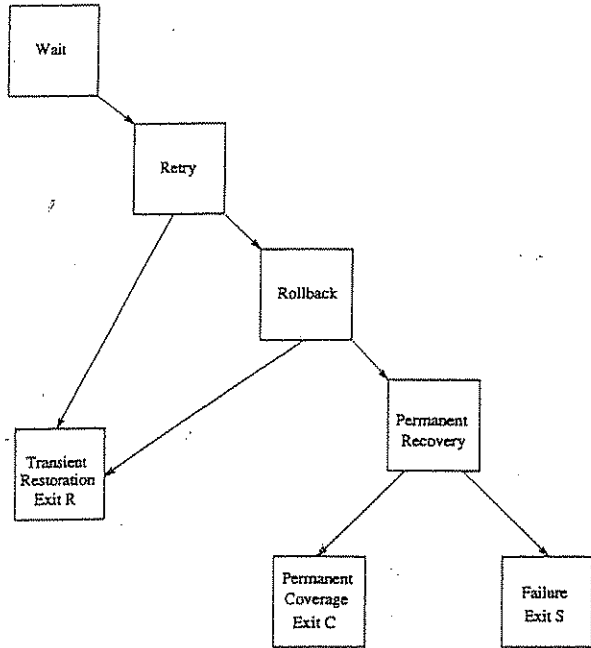 Wait
Retry
Rollback
Permanent
Recovery
Transient
Restoration
Exit R
Permanent
Coverage
Exit C
Failure
Exit S